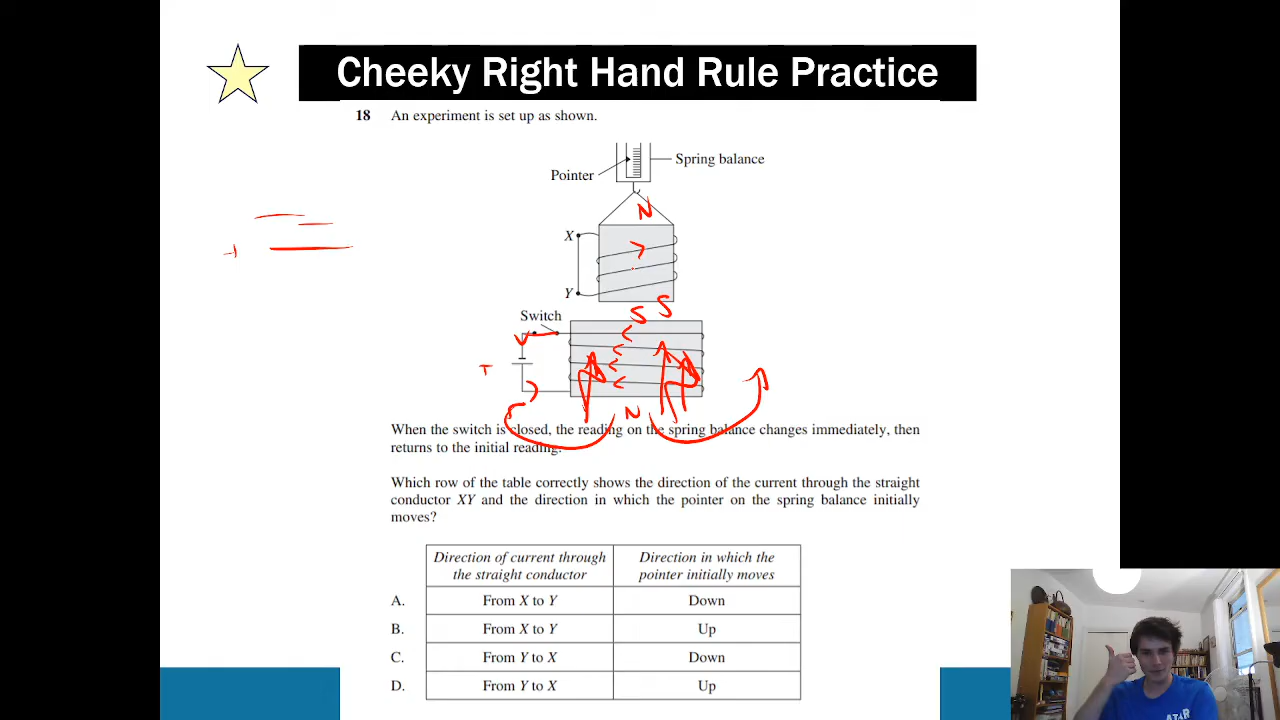 Cheeky Right Hand Rule Practice
18 An experiment is set up as shown.
Spring balance
Pointer
N
X
Y
S S
Switch
+
N
When the switch is closed, the reading on the spring balance changes immediately, then
returns to the initial reading.
Which row of the table correctly shows the direction of the current through the straight
conductor XY and the direction in which the pointer on the spring balance initially
moves?
Direction of current through
the straight conductor
Direction in which the
pointer initially moves
A. From X to Y Down
B. From X to Y Up
C. From Y to X Down
D. From Y to X Up